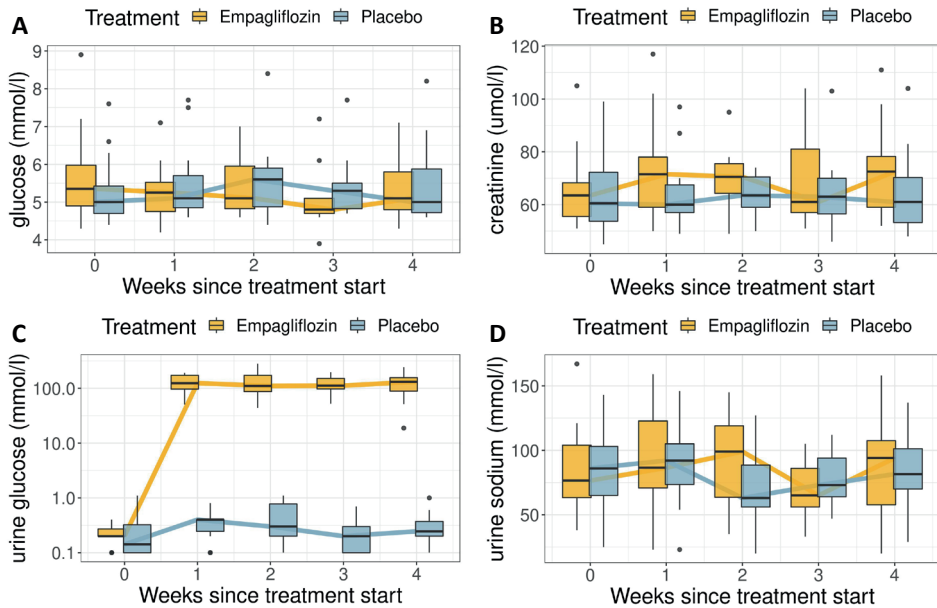 A
Treatment Empagliflozin Placebo
glucose (mmol/l)
9
8
7
6
5
4
0 1 2 3 4
Weeks since treatment start
B
Treatment Empagliflozin Placebo
creatinine (umol/l)
120
100
80
60
0 1 2 3 4
Weeks since treatment start
C
Treatment Empagliflozin Placebo
urine glucose (mmol/l)
100.0
10.0
1.0
0.1
0 1 2 3 4
Weeks since treatment start
D
Treatment Empagliflozin Placebo
urine sodium (mmol/l)
150
100
50
0 1 2 3 4
Weeks since treatment start